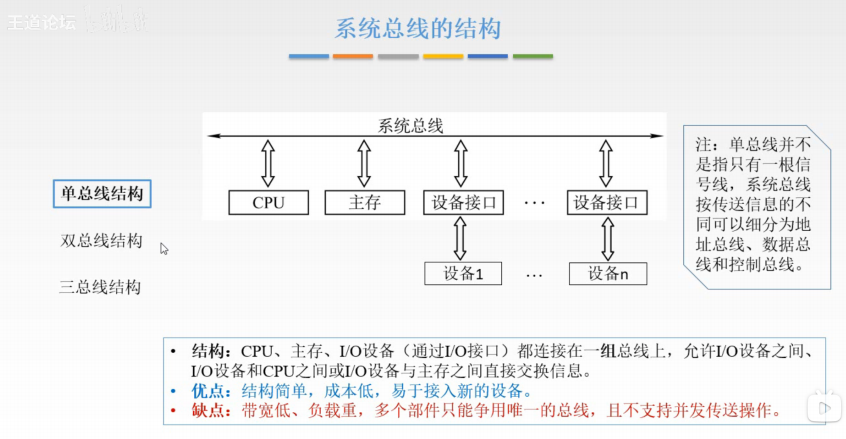 王道论坛
系统总线的结构
系统总线
CPU
主存
设备接口
···
设备接口
设备1
···
设备n
单总线结构
双总线结构
三总线结构
注：单总线并不
是指只有一根信
号线，系统总线
按传送信息的不
同可以细分为地
址总线、数据总
线和控制总线。
• 结构：CPU、主存、I/O设备（通过I/O接口）都连接在一组总线上，允许I/O设备之间、
I/O设备和CPU之间或I/O设备与主存之间直接交换信息。
• 优点：结构简单，成本低，易于接入新的设备。
• 缺点：带宽低、负载重，多个部件只能争用唯一的总线，且不支持并发传送操作。